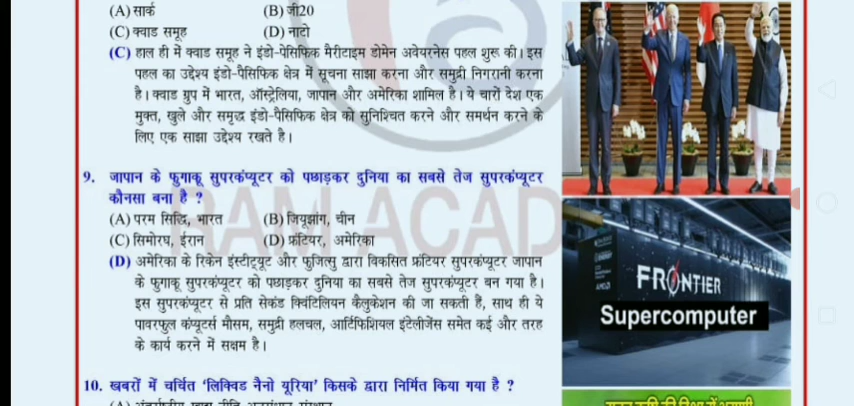 (A) सार्क (B) जी20
(C) क्वाड समूह (D) नाटो
(C) हाल ही में क्वाड समूह ने इंडो-पेसिफिक मैरीटाइम डोमेन अवेयरनेस पहल शुरू की। इस
पहल का उद्देश्य इंडो-पैसिफिक क्षेत्र में सूचना साझा करना और समुद्री निगरानी करना
है। क्वाड ग्रुप में भारत, ऑस्ट्रेलिया, जापान और अमेरिका शामिल है। ये चारों देश एक
मुक्त, खुले और समृद्ध इंडो-पैसिफिक क्षेत्र को सुनिश्चित करने और समर्थन करने के
लिए एक साझा उद्देश्य रखते है।
9. जापान के फुगाकू सुपरकंप्यूटर को पछाड़कर दुनिया का सबसे तेज सुपरकंप्यूटर
कौनसा बना है ?
(A) परम सिद्धि, भारत (B) जियूझांग, चीन
(C) सिमोरघ, ईरान (D) फ्रंटियर, अमेरिका
(D) अमेरिका के रिकेन इंस्टीट्यूट और फुजित्सु द्वारा विकसित फ्रंटियर सुपरकंप्यूटर जापान
के फुगाकू सुपरकंप्यूटर को पछाड़कर दुनिया का सबसे तेज सुपरकंप्यूटर बन गया है।
इस सुपरकंप्यूटर से प्रति सेकंड क्विंटिलियन कैलुकेशन की जा सकती हैं, साथ ही ये
पावरफुल कंप्यूटर्स मौसम, समुद्री हलचल, आर्टिफिशियल इंटेलीजेंस समेत कई और तरह
के कार्य करने में सक्षम है।
RAM ACAD
FRONTIER
Supercomputer
10. खबरों में चर्चित ‘लिक्विड नैनो यूरिया’ किसके द्वारा निर्मित किया गया है ?